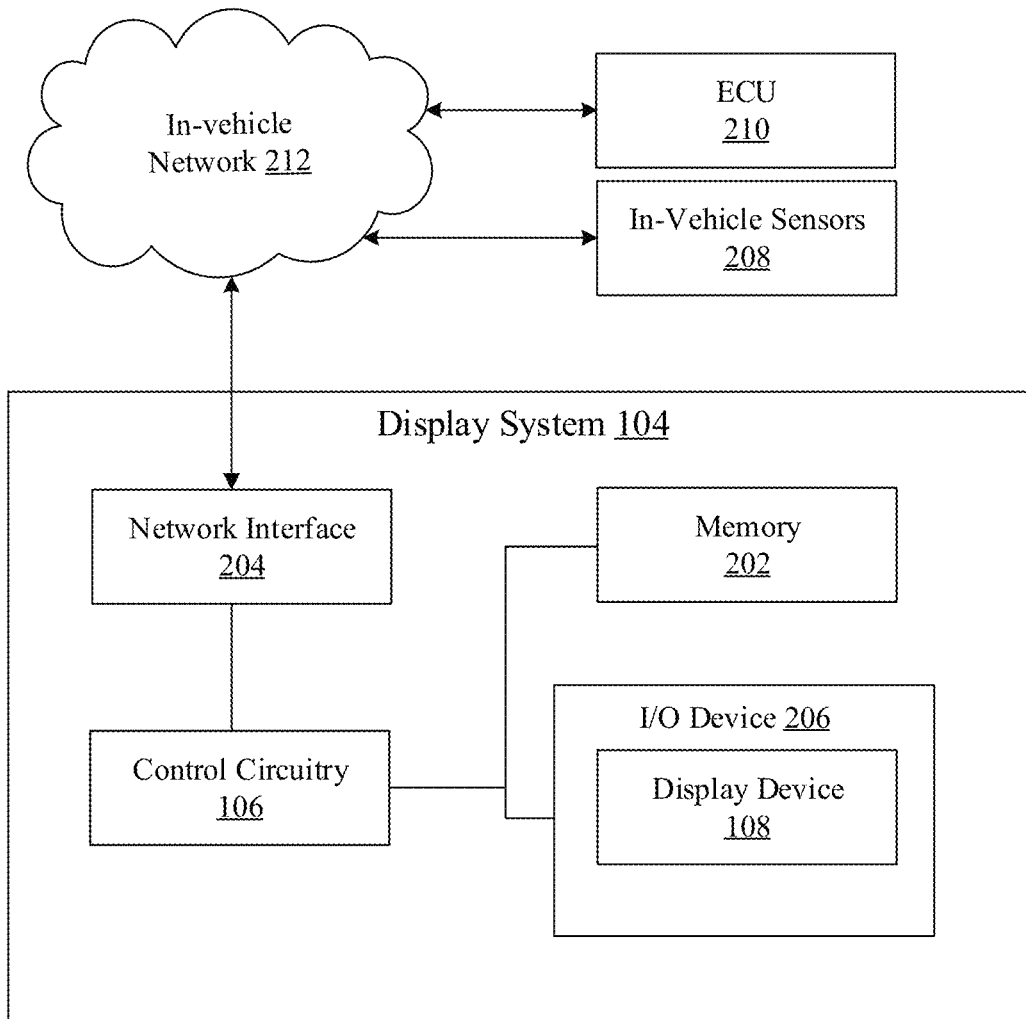 In-vehicle
Network 212
ECU
210
In-Vehicle Sensors
208
Display System 104
Network Interface
204
Memory
202
Control Circuitry
106
I/O Device 206
Display Device
108